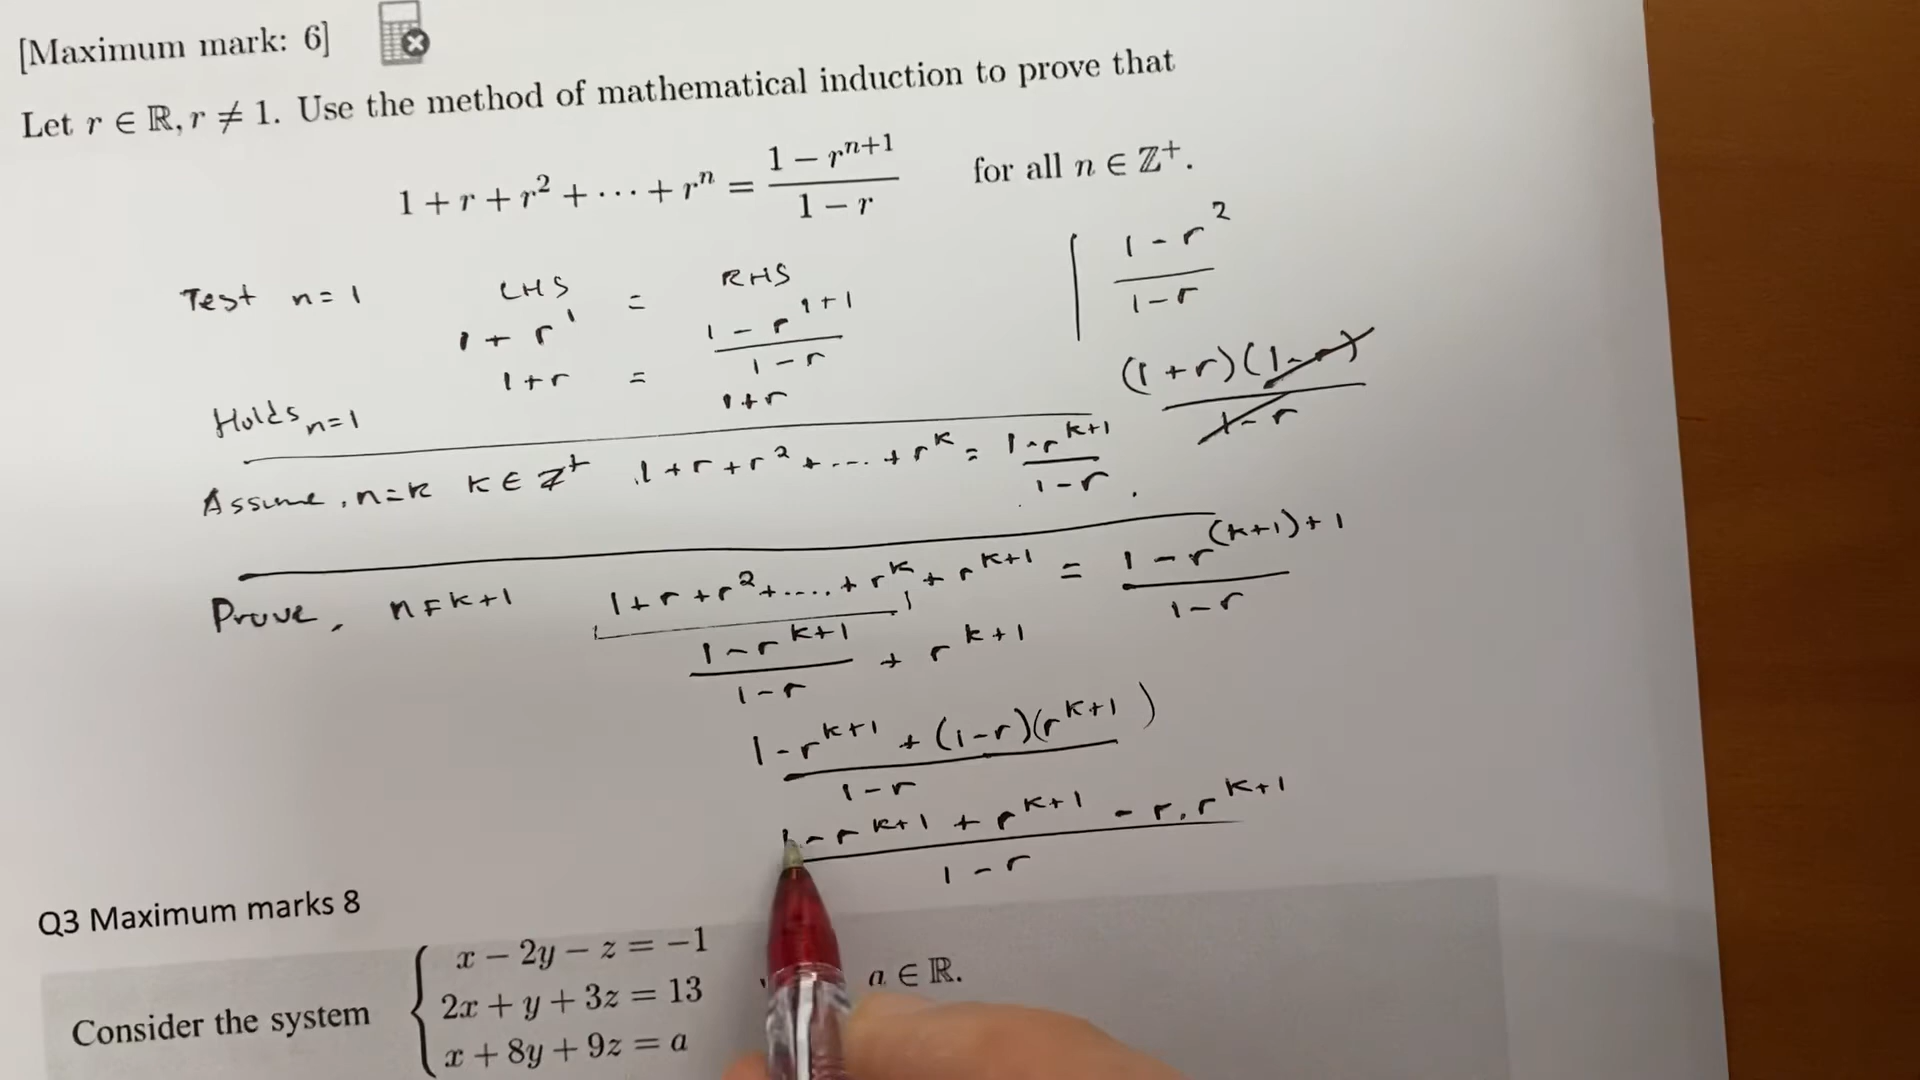 [Maximum mark: 6]
Let r ∈ ℝ, r ≠ 1. Use the method of mathematical induction to prove that
1 + r + r² + ··· + rⁿ = (1 − rⁿ⁺¹)/(1 − r) for all n ∈ ℤ⁺.
Test n = 1 LHS = RHS
1 + r¹ (1 − r¹⁺¹)/(1 − r)
1 + r = 1 + r
(1 − r²)/(1 − r)
(1 + r)(1 − r)/(1 − r)
Holds n=1
Assume, n=k k ∈ ℤ⁺ 1 + r + r² + ... + rᵏ = (1 − rᵏ⁺¹)/(1 − r).
Prove, n = k+1 1 + r + r² + .... + rᵏ + rᵏ⁺¹ = (1 − r⁽ᵏ⁺¹⁾⁺¹)/(1 − r)
(1 − rᵏ⁺¹)/(1 − r) + rᵏ⁺¹
(1 − rᵏ⁺¹ + (1−r)(rᵏ⁺¹))/(1 − r)
(1 − rᵏ⁺¹ + rᵏ⁺¹ − r.rᵏ⁺¹)/(1 − r)
Q3 Maximum marks 8
Consider the system
x − 2y − z = −1
2x + y + 3z = 13
x + 8y + 9z = a
a ∈ ℝ.